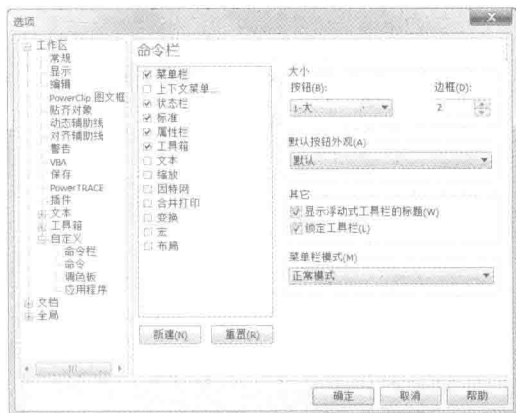 选项
工作区
常规
显示
编辑
PowerClip 图文框
贴齐对象
动态辅助线
对齐辅助线
警告
VBA
保存
PowerTRACE
插件
文本
工具箱
自定义
命令栏
命令
调色板
应用程序
文档
全局
命令栏
菜单栏
上下文菜单...
状态栏
标准
属性栏
工具箱
文本
缩放
因特网
合并打印
变换
宏
布局
新建(N)
重置(R)
大小
按钮(B):
边框(D):
1-大
2
默认按钮外观(A)
默认
其它
显示浮动式工具栏的标题(W)
锁定工具栏(L)
菜单栏模式(M)
正常模式
确定
取消
帮助